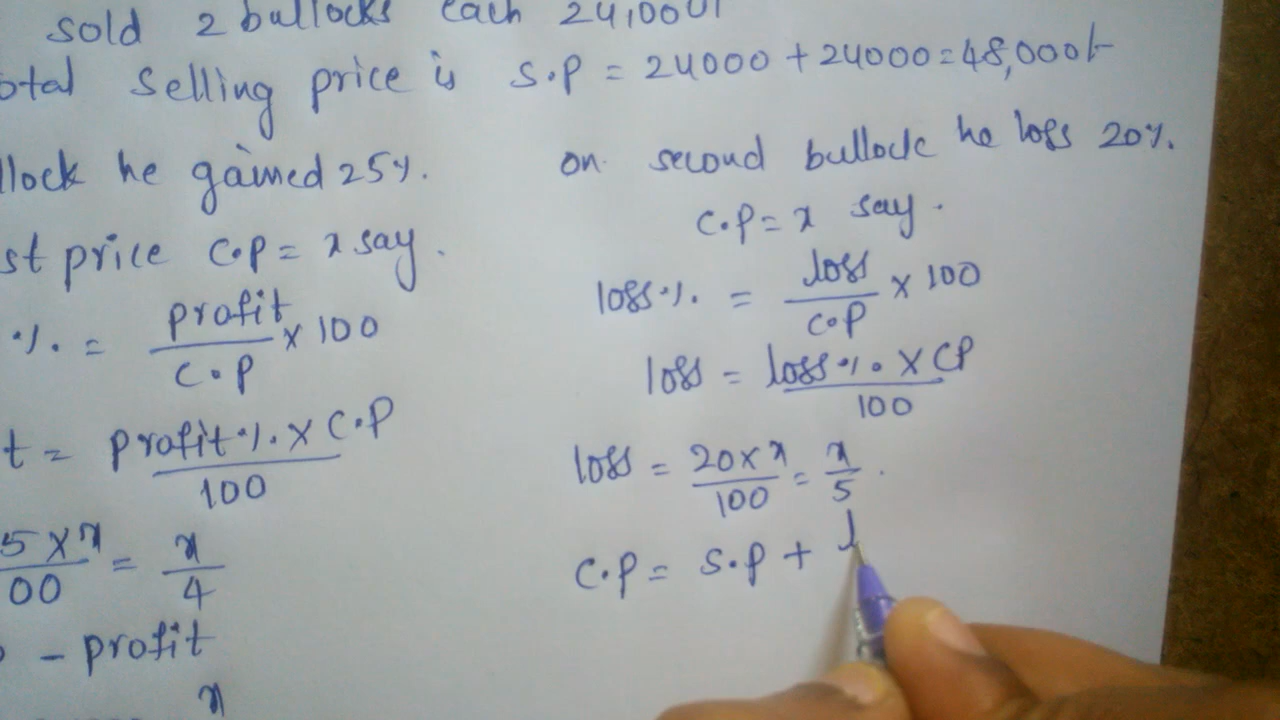 sold 2 bullocks each 24,000/-
otal selling price is S.P = 24000 + 24000 = 48,000/-
llock he gained 25%.
st price C.P = x say.
%. = profit/C.P x 100
t = profit%. x C.P/100
5 x x/00 = x/4
- profit
x
on second bullock he loss 20%.
C.P = x say.
loss%. = loss/C.P x 100
loss = loss%. x CP/100
loss = 20 x x/100 = x/5.
C.P = S.P + l